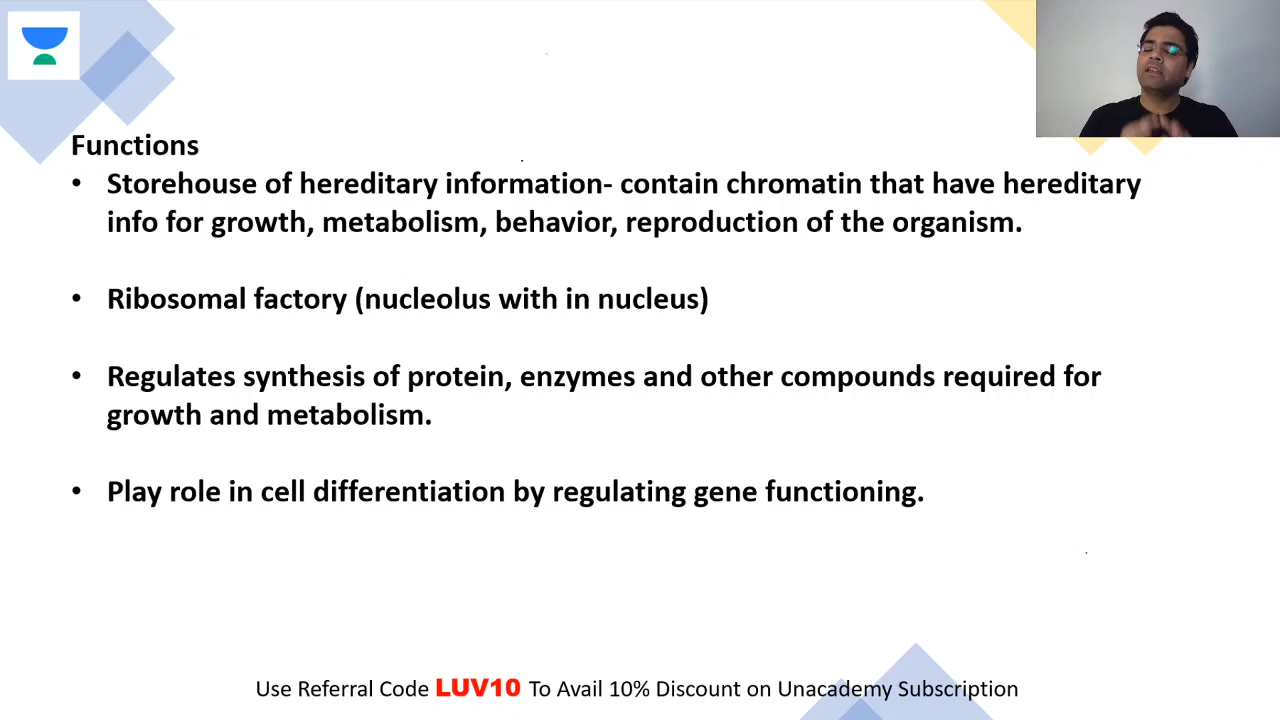 Functions
• Storehouse of hereditary information- contain chromatin that have hereditary
info for growth, metabolism, behavior, reproduction of the organism.
• Ribosomal factory (nucleolus with in nucleus)
• Regulates synthesis of protein, enzymes and other compounds required for
growth and metabolism.
• Play role in cell differentiation by regulating gene functioning.
Use Referral Code LUV10 To Avail 10% Discount on Unacademy Subscription